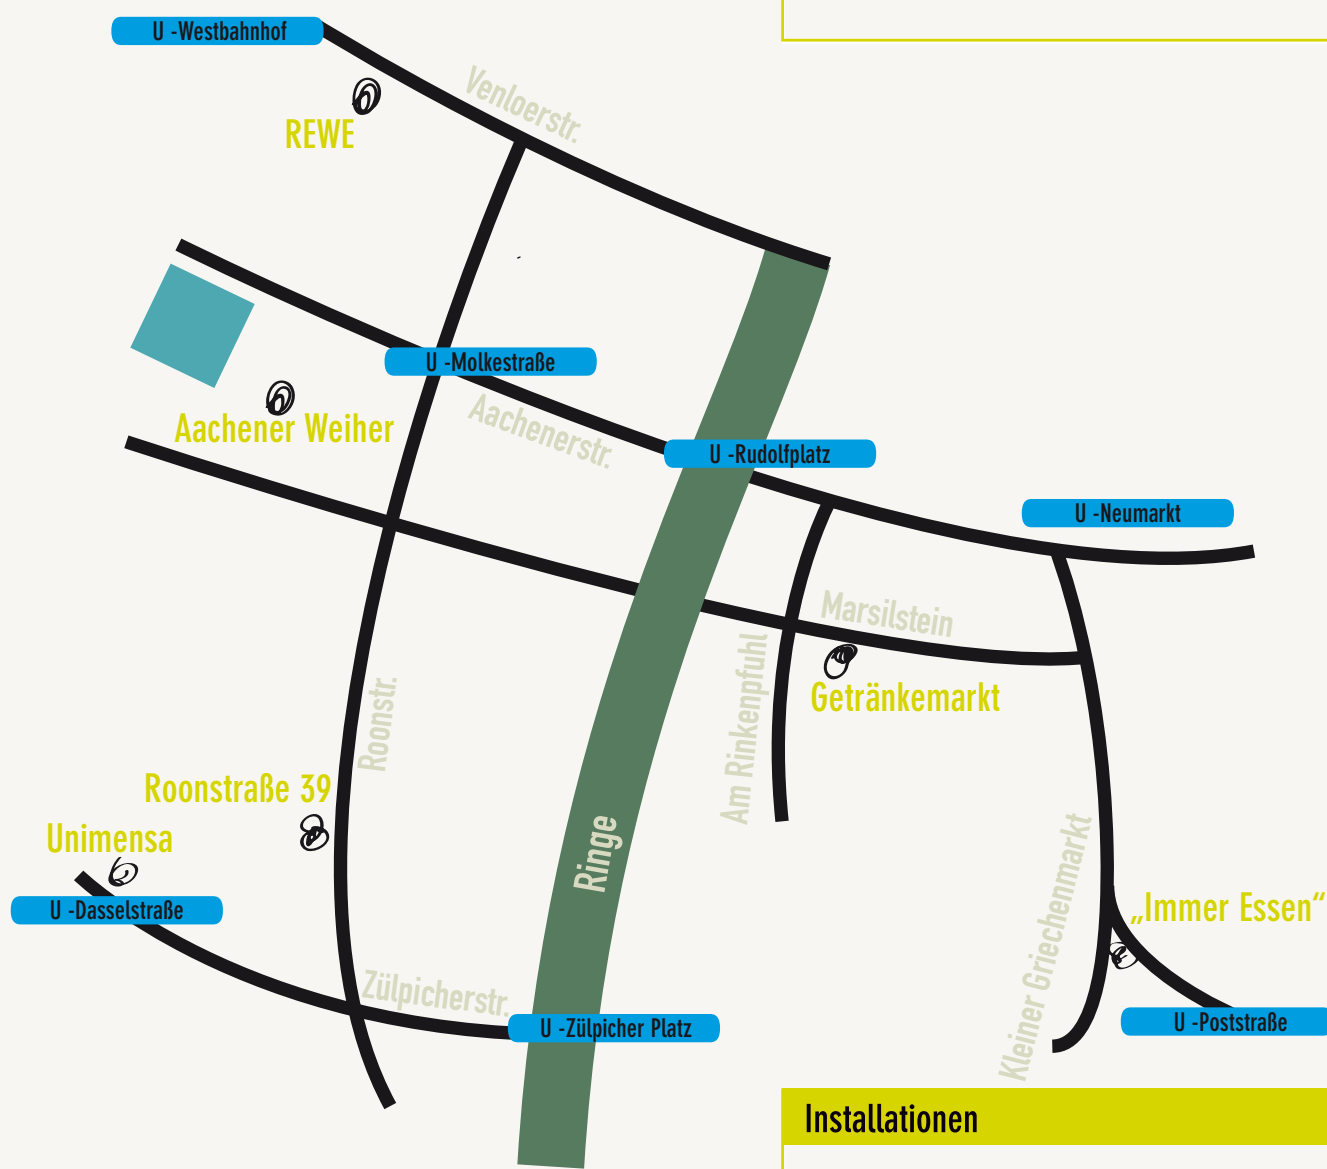 U -Westbahnhof
Venloerstr.
REWE
U -Molkestraße
Aachenerstr.
Aachener Weiher
U -Rudolfplatz
U -Neumarkt
Marsilstein
Am Rinkenpfuhl
Getränkemarkt
Roonstr.
Roonstraße 39
Unimensa
Ringe
Kleiner Griechenmarkt
U -Dasselstraße
„Immer Essen“
Zülpicherstr.
U -Zülpicher Platz
U -Poststraße
Installationen